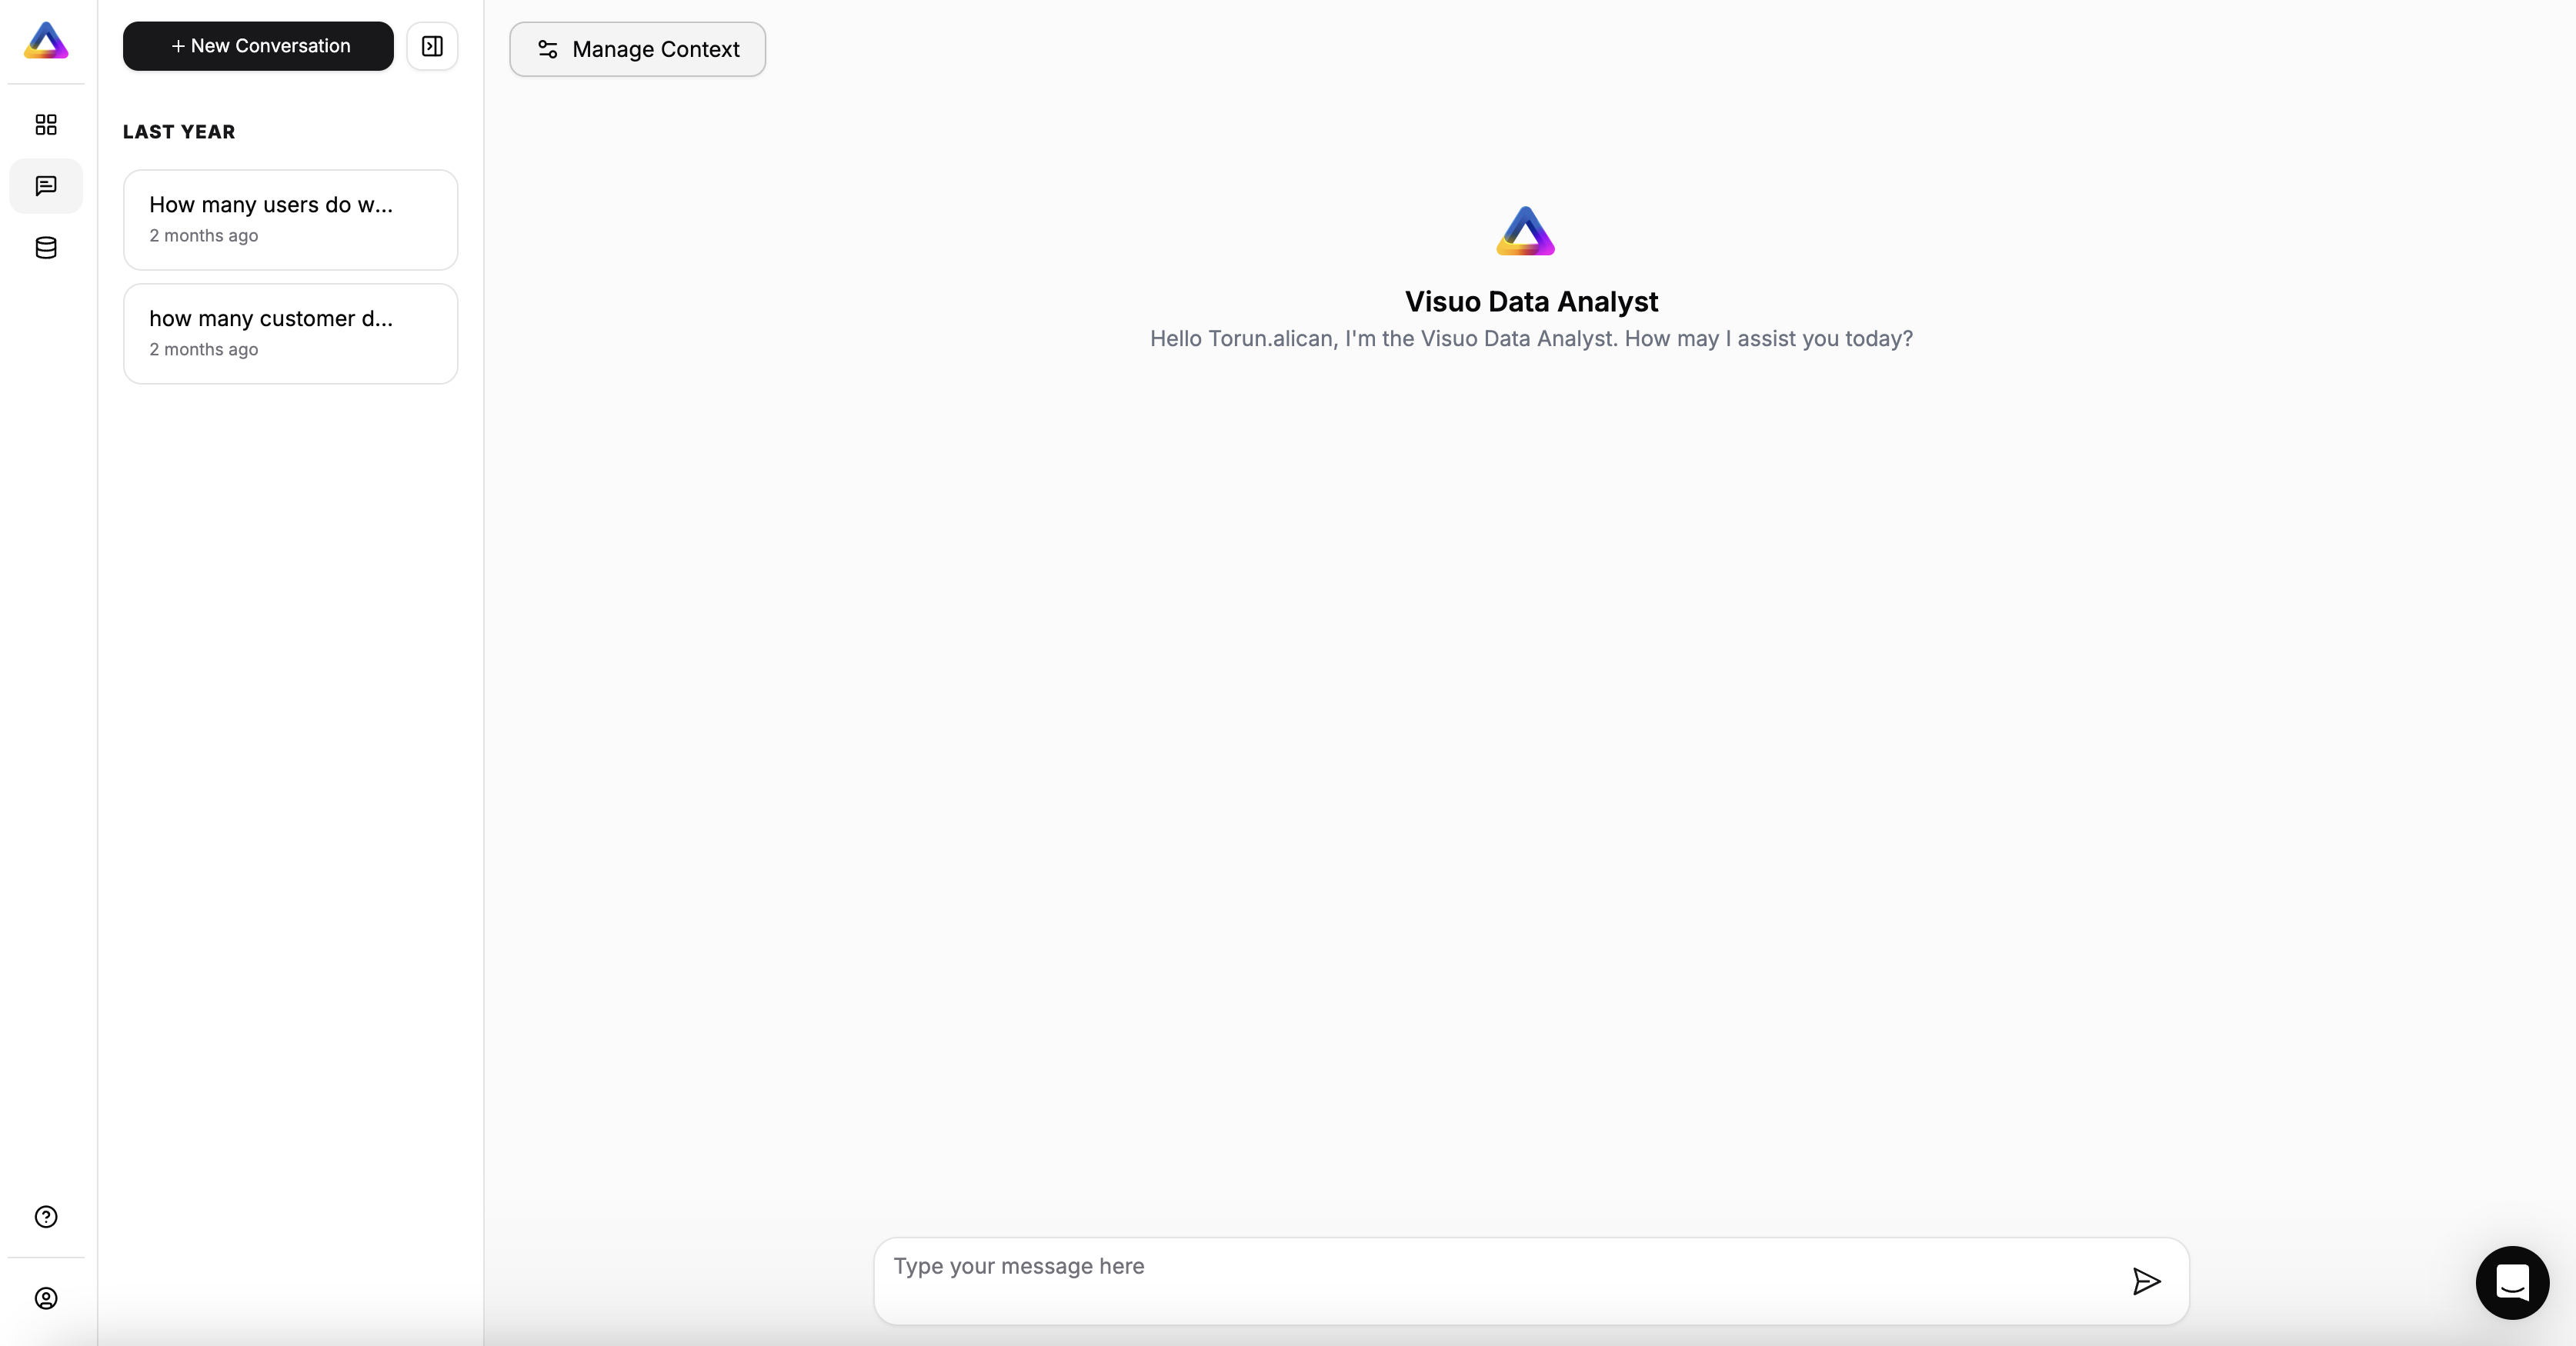 + New Conversation
Manage Context
LAST YEAR
How many users do w...
2 months ago
how many customer d...
2 months ago
Visuo Data Analyst
Hello Torun.alican, I'm the Visuo Data Analyst. How may I assist you today?
Type your message here